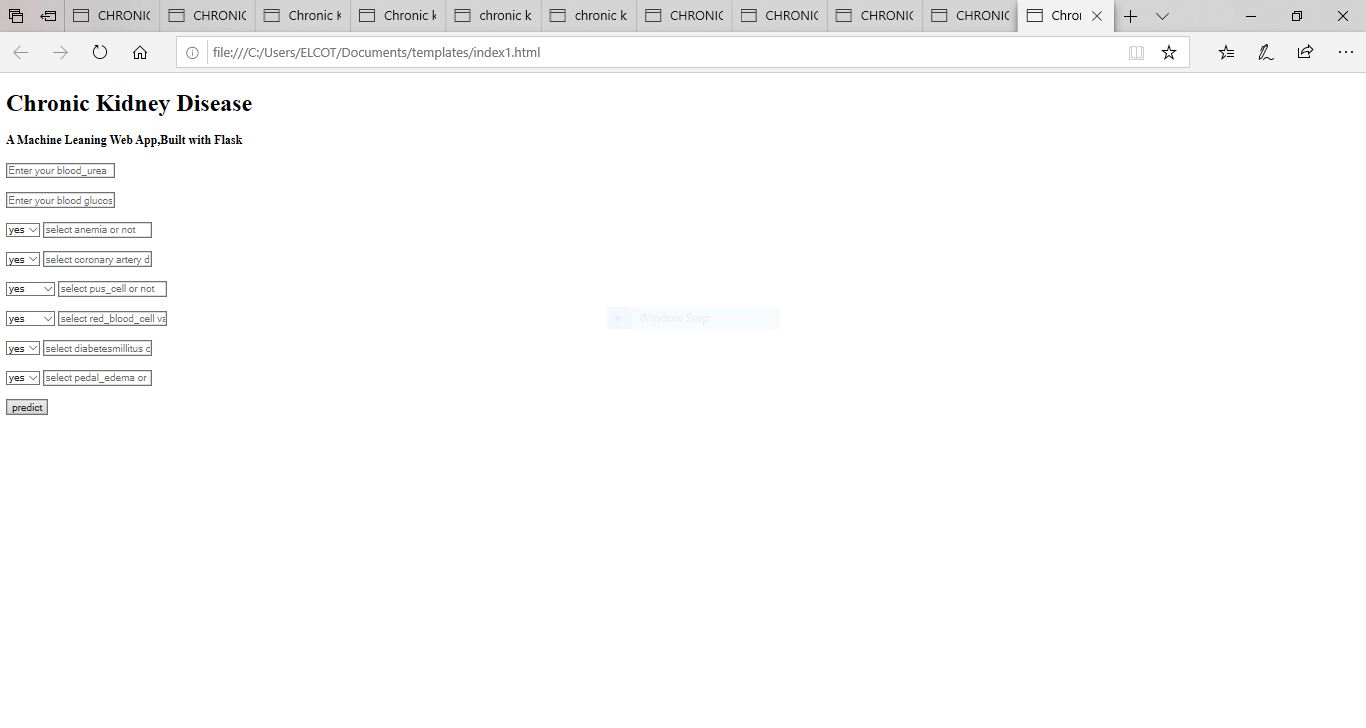 CHRONIC CHRONIC Chronic k Chronic k chronic k chronic k CHRONIC CHRONIC CHRONIC CHRONIC Chron
file:///C:/Users/ELCOT/Documents/templates/index1.html
Chronic Kidney Disease
A Machine Leaning Web App,Built with Flask
Enter your blood_urea
Enter your blood glucos
yes select anemia or not
yes select coronary artery d
yes select pus_cell or not
yes select red_blood_cell va
Window Snip
yes select diabetesmillitus c
yes select pedal_edema or
predict